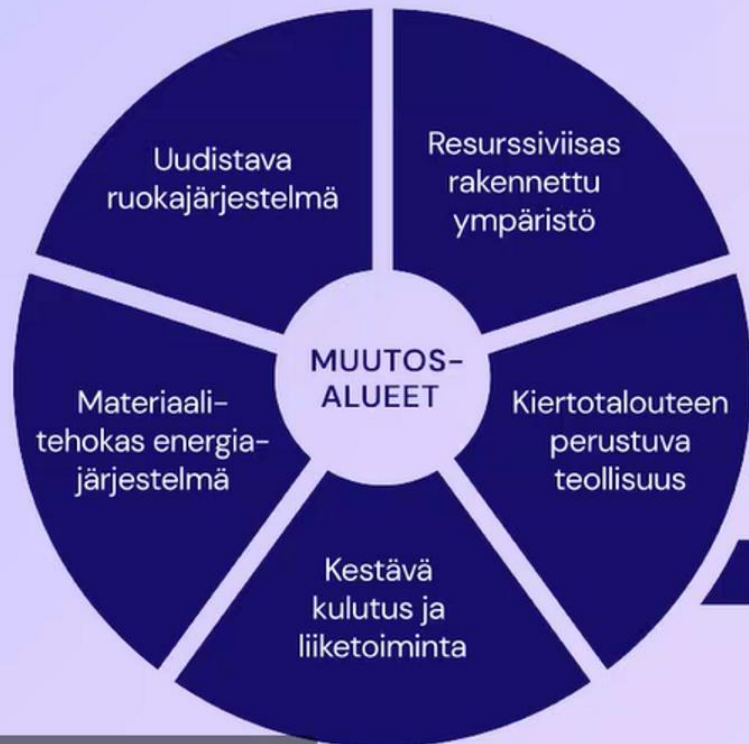 Uudistava
ruokajärjestelmä
Resurssiviisas
rakennettu
ympäristö
MUUTOS-
ALUEET
Materiaali-
tehokas energia-
järjestelmä
Kiertotalouteen
perustuva
teollisuus
Kestävä
kulutus ja
liiketoiminta